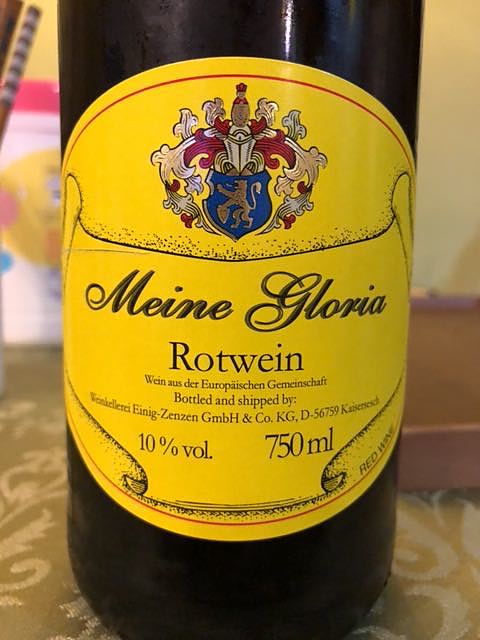 Meine Gloria
Rotwein
Wein aus der Europäischen Gemeinschaft
Bottled and shipped by:
Weinkellerei Einig-Zenzen GmbH & Co. KG, D-56759 Kaisersesch
10 % vol. 750 ml
RED WINE